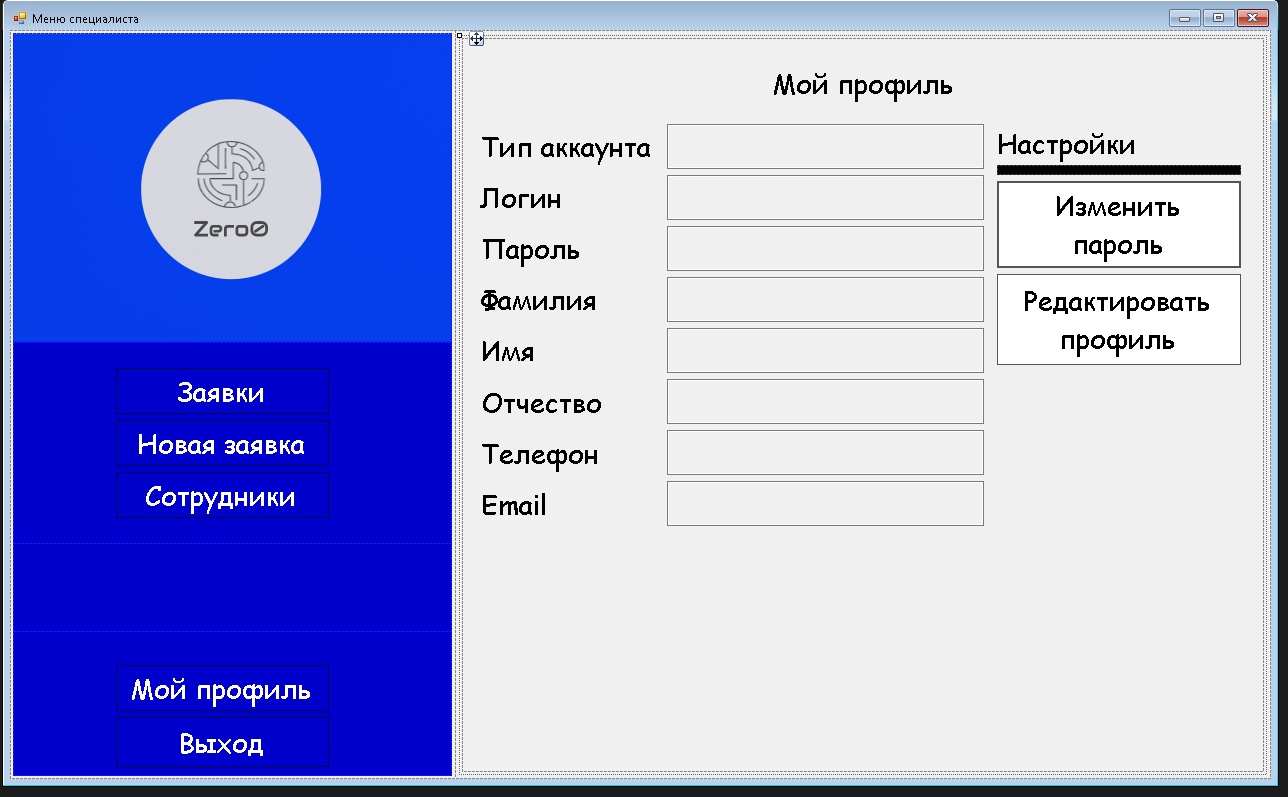 Меню специалиста
Zero0
Заявки
Новая заявка
Сотрудники
Мой профиль
Выход
Мой профиль
Тип аккаунта
Логин
Пароль
Фамилия
Имя
Отчество
Телефон
Email
Настройки
Изменить
пароль
Редактировать
профиль